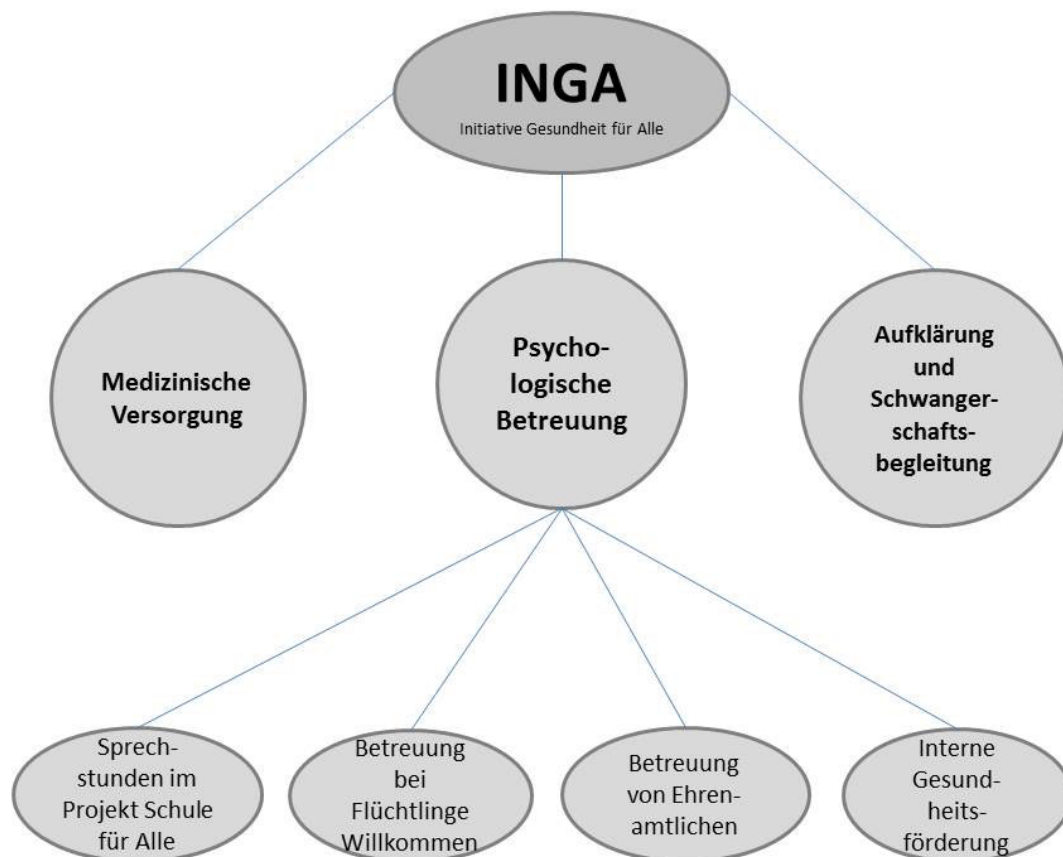 INGA
Initiative Gesundheit für Alle
Medizinische
Versorgung
Psycho-
logische
Betreuung
Aufklärung
und
Schwanger-
schafts-
begleitung
Sprech-
stunden im
Projekt Schule
für Alle
Betreuung
bei
Flüchtlinge
Willkommen
Betreuung
von Ehren-
amtlichen
Interne
Gesund-
heits-
förderung